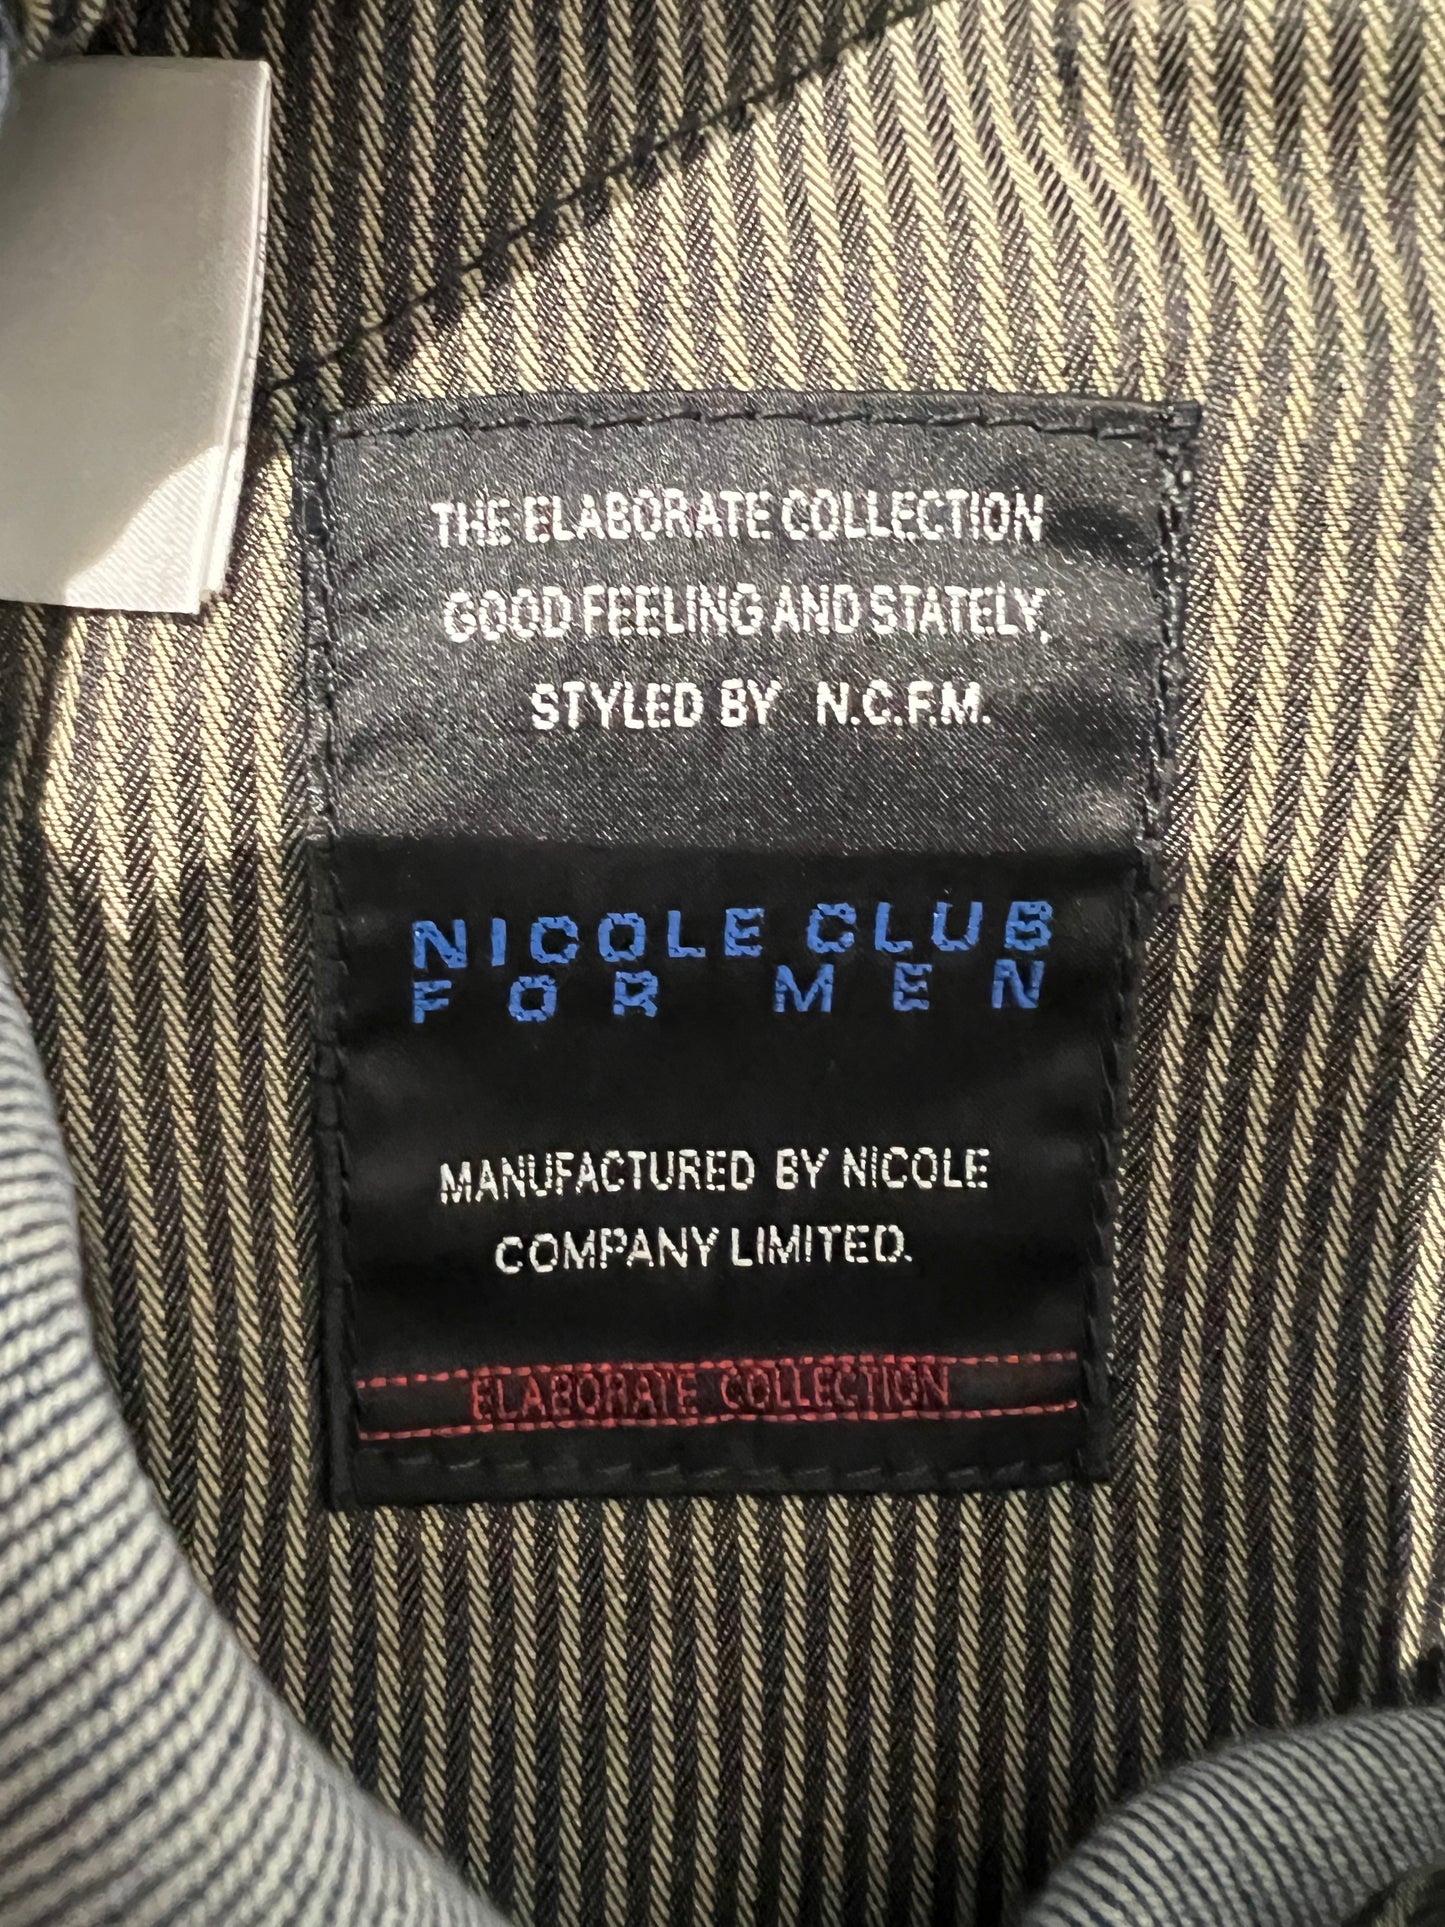 THE ELABORATE COLLECTION
GOOD FEELING AND STATELY,
STYLED BY N.C.F.M.
NICOLE CLUB
FOR MEN
MANUFACTURED BY NICOLE
COMPANY LIMITED.
ELABORATE COLLECTION